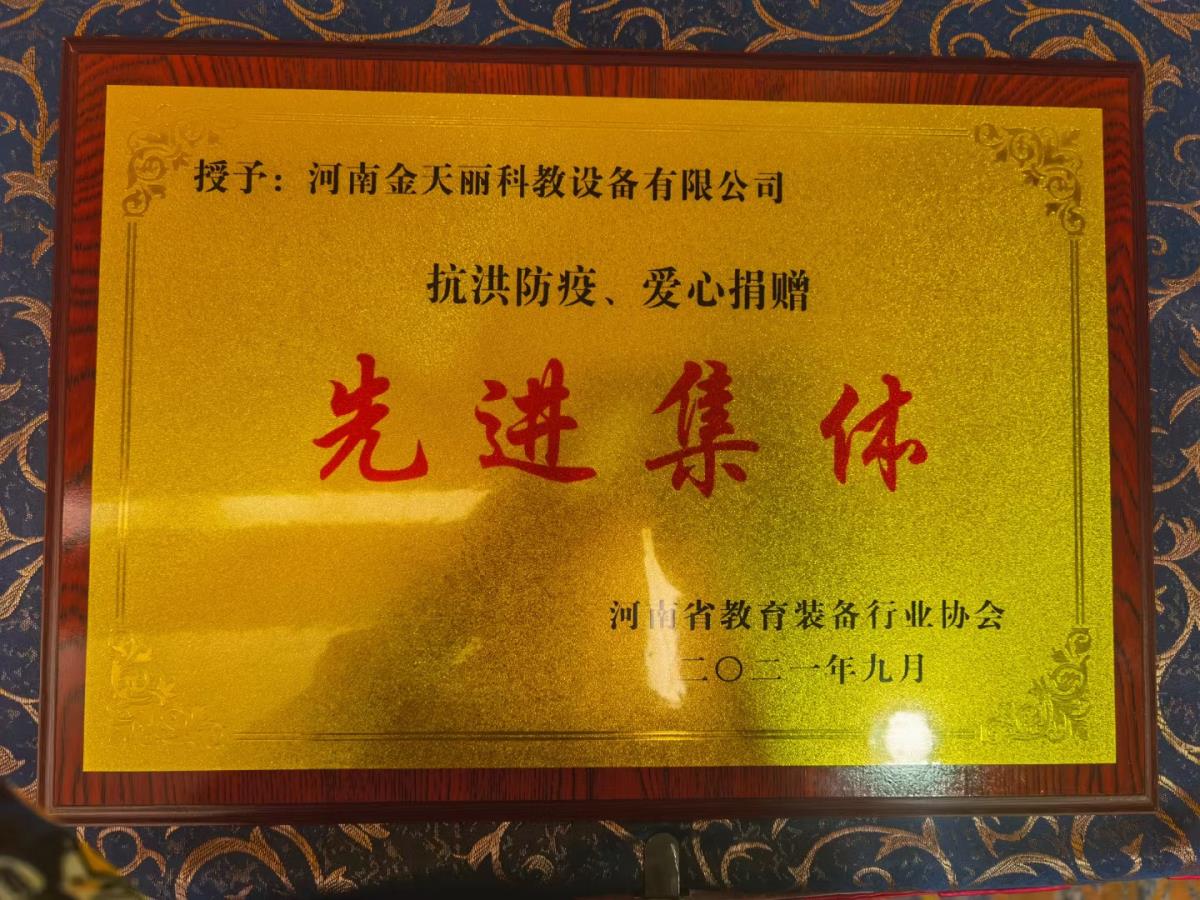 授予：河南金天丽科教设备有限公司
抗洪防疫、爱心捐赠
先进集体
河南省教育装备行业协会
二〇二一年九月